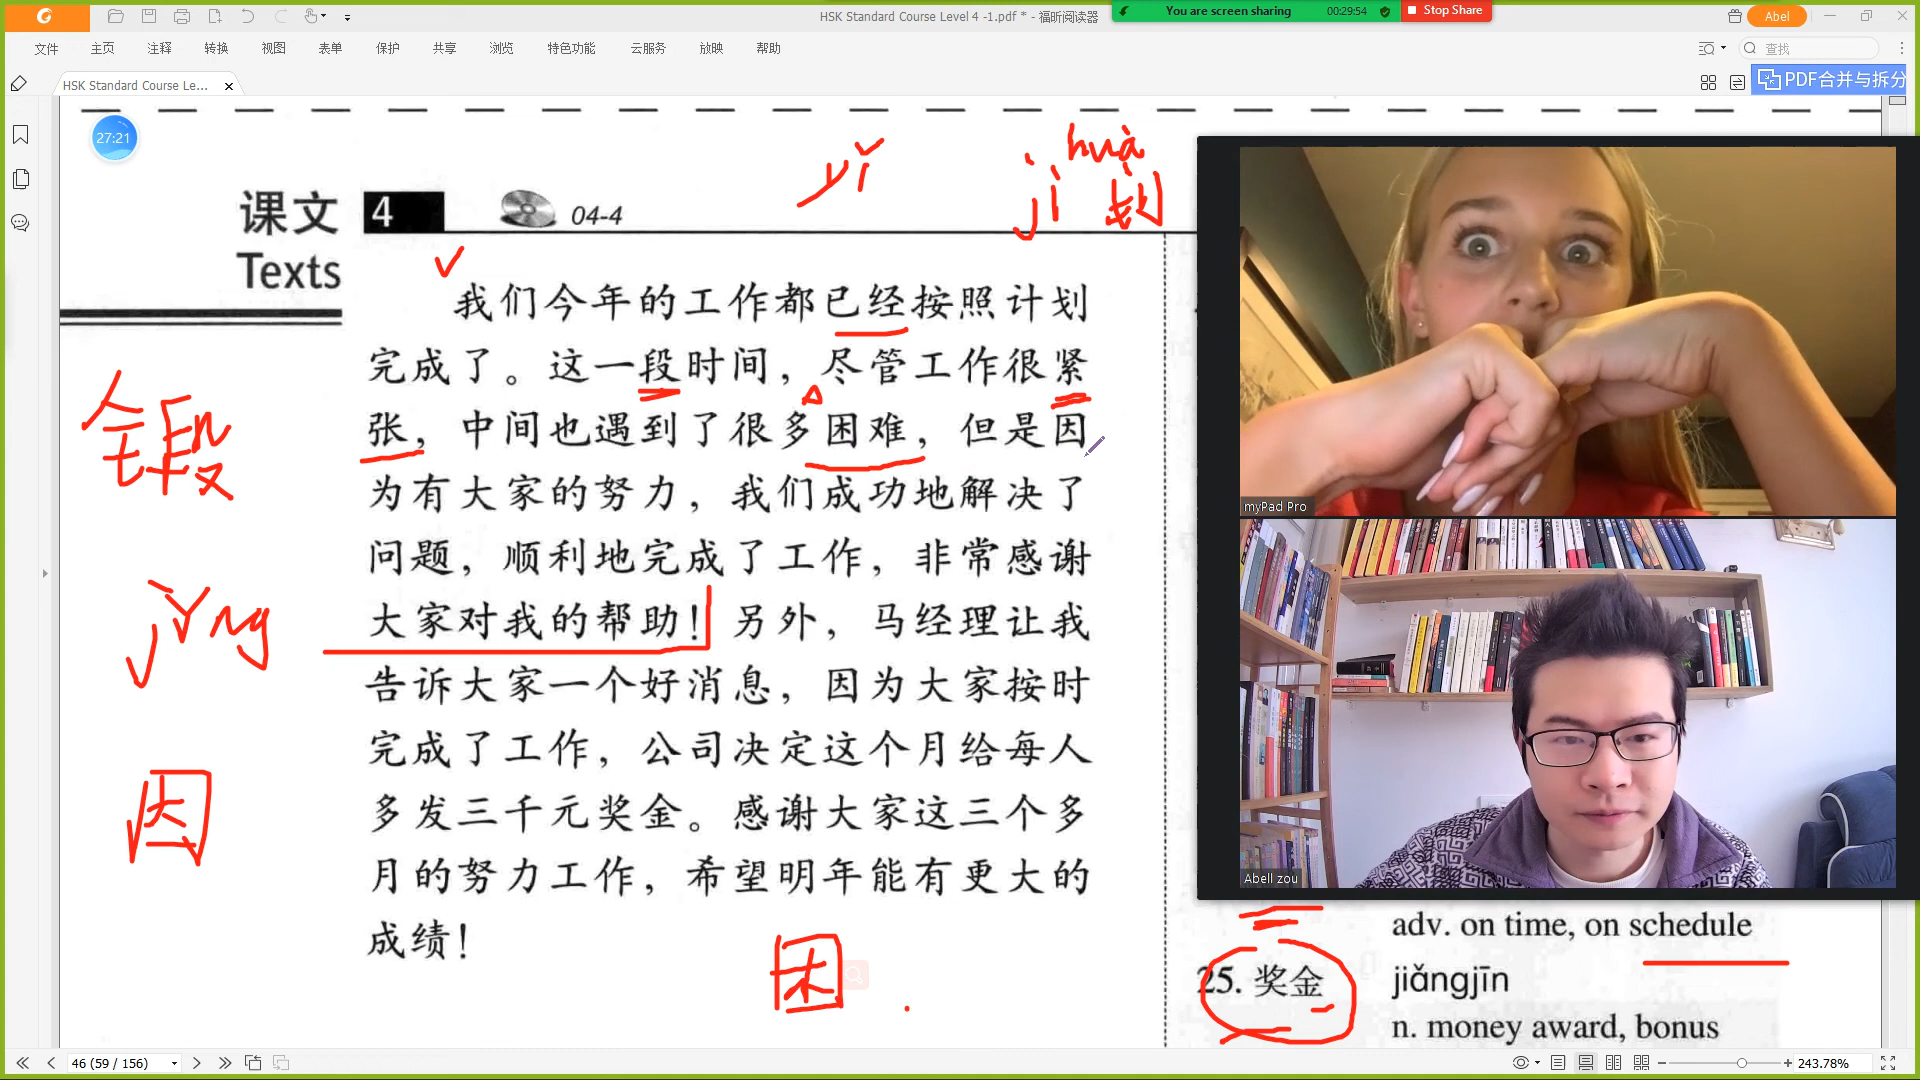 HSK Standard Course Level 4 -1.pdf * - 福昕阅读器
You are screen sharing
00:29:54
Stop Share
Abel
文件 主页 注释 转换 视图 表单 保护 共享 浏览 特色功能 云服务 放映 帮助
查找
HSK Standard Course Le...
PDF合并与拆分
27:21
yǐ
huà
jì 划
课文 4 04-4
Texts
我们今年的工作都已经按照计划
完成了。这一段时间，尽管工作很紧
张，中间也遇到了很多困难，但是因
为有大家的努力，我们成功地解决了
问题，顺利地完成了工作，非常感谢
大家对我的帮助！另外，马经理让我
告诉大家一个好消息，因为大家按时
完成了工作，公司决定这个月给每人
多发三千元奖金。感谢大家这三个多
月的努力工作，希望明年能有更大的
成绩！
jǐng
因
困
myPad Pro
Abell zou
adv. on time, on schedule
25. 奖金 jiǎngjīn
n. money award, bonus
46 (59 / 156)
243.78%